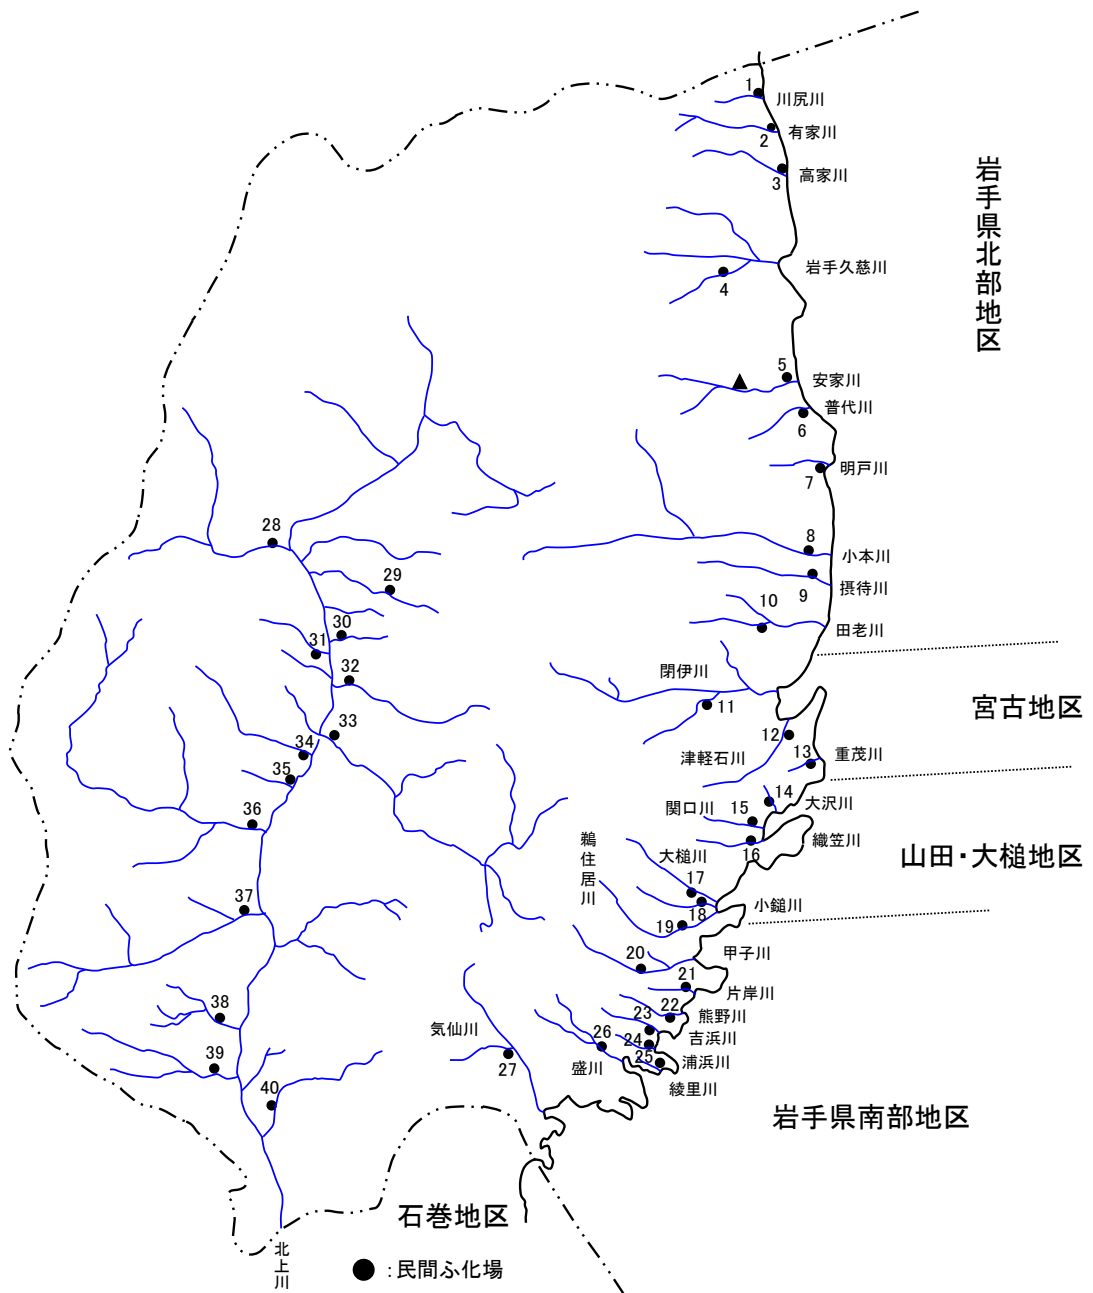 1
川尻川
有家川
2
高家川
3
岩手県北部地区
岩手久慈川
4
5
安家川
普代川
6
明戸川
7
28
8
小本川
29
9
摂待川
10
田老川
30
31
閉伊川
32
11
宮古地区
33
12
34
津軽石川
13
重茂川
35
14
大沢川
関口川
15
36
鵜住居川
大槌川
16
織笠川
山田・大槌地区
17
37
小鎚川
18
19
20
甲子川
21
片岸川
38
22
熊野川
気仙川
23
吉浜川
26
24
39
27
盛川
25
浦浜川
綾里川
40
岩手県南部地区
石巻地区
北上川
●:民間ふ化場